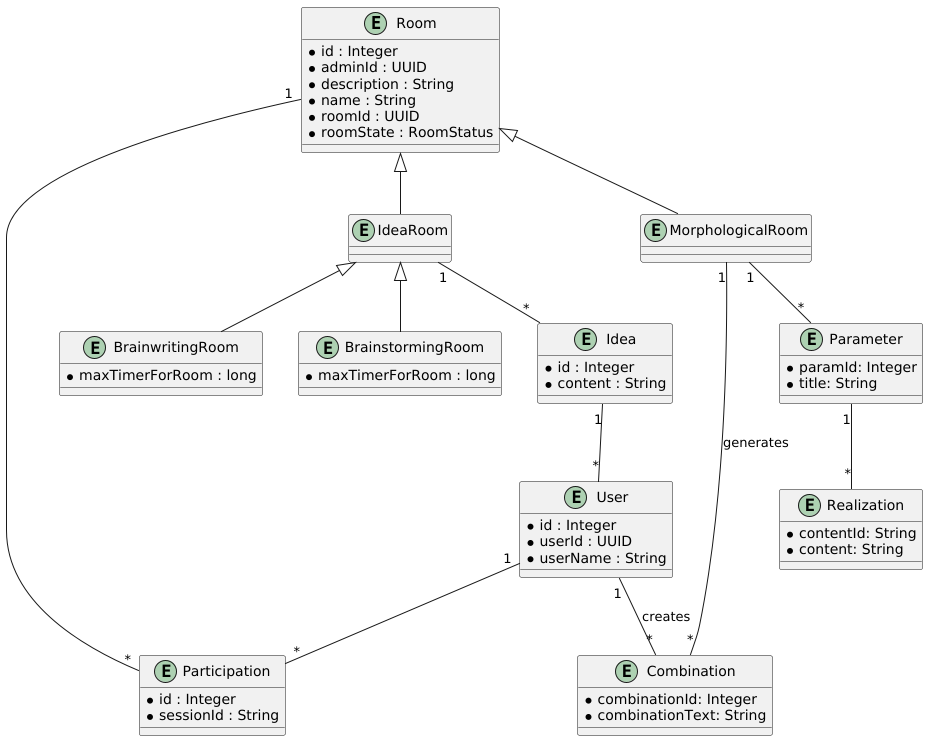 E Room
id : Integer
adminId : UUID
description : String
name : String
roomId : UUID
roomState : RoomStatus
1
E IdeaRoom
E MorphologicalRoom
1
*
1
1
*
E BrainwritingRoom
maxTimerForRoom : long
E BrainstormingRoom
maxTimerForRoom : long
E Idea
id : Integer
content : String
E Parameter
paramId: Integer
title: String
1
*
1
*
generates
E User
id : Integer
userId : UUID
userName : String
E Realization
contentId: String
content: String
1
1
creates
*
*
*
*
E Participation
id : Integer
sessionId : String
E Combination
combinationId: Integer
combinationText: String